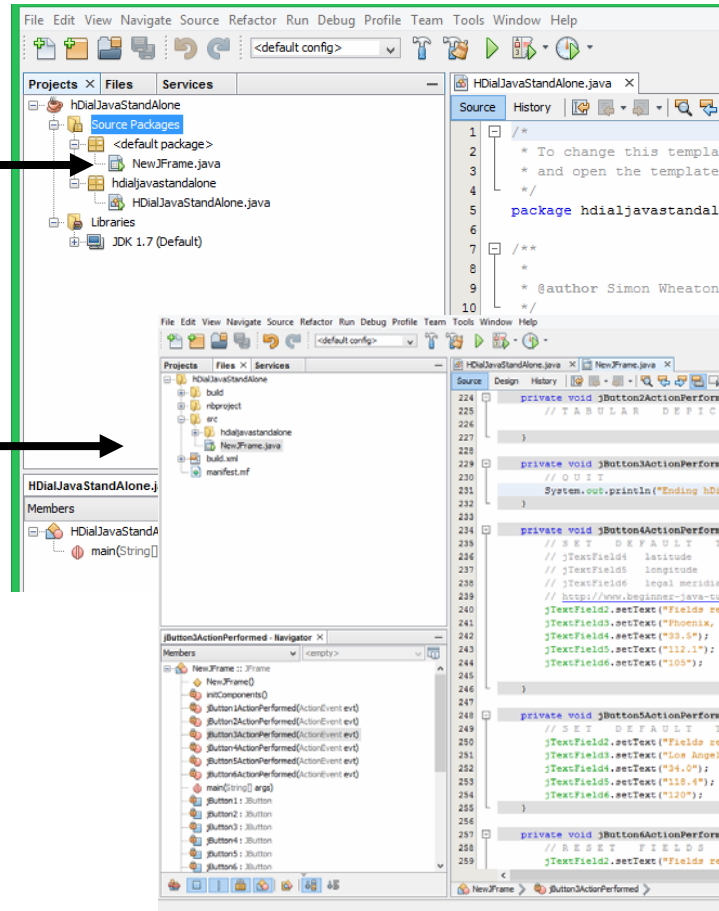 File Edit View Navigate Source Refactor Run Debug Profile Team Tools Window Help
<default config>
Projects Files Services
HDialJavaStandAlone
Source Packages
<default package>
NewJFrame.java
hdialjavastandalone
HDialJavaStandAlone.java
Libraries
JDK 1.7 (Default)
HDialJavaStandAlone.java
Source History
1 /*
2 * To change this templa
3 * and open the template
4 */
5 package hdialjavastandal
6
7 /**
8 *
9 * @author Simon Wheaton
10 */
HDialJavaStandAlone.j
Members
HDialJavaStandA
main(String[]
File Edit View Navigate Source Refactor Run Debug Profile Team Tools Window Help
<default config>
Projects Files Services
HDialJavaStandAlone
build
nbproject
src
hdialjavastandalone
NewJFrame.java
build.xml
manifest.mf
jButton3ActionPerformed - Navigator
Members <empty>
NewJFrame :: JFrame
NewJFrame()
initComponents()
jButton1ActionPerformed(ActionEvent evt)
jButton2ActionPerformed(ActionEvent evt)
jButton3ActionPerformed(ActionEvent evt)
jButton4ActionPerformed(ActionEvent evt)
jButton5ActionPerformed(ActionEvent evt)
jButton6ActionPerformed(ActionEvent evt)
main(String[] args)
jButton1 : JButton
jButton2 : JButton
jButton3 : JButton
jButton4 : JButton
jButton5 : JButton
jButton6 : JButton
HDialJavaStandAlone.java NewJFrame.java
Source Design History
224 private void jButton2ActionPerform
225 // T A B U L A R D E P I C
226
227 }
228
229 private void jButton3ActionPerform
230 // Q U I T
231 System.out.println("Ending hDi
232 }
233
234 private void jButton4ActionPerform
235 // S E T D E F A U L T T
236 // jTextField4 latitude
237 // jTextField5 longitude
238 // jTextField6 legal meridia
239 // http://www.beginner-java-tu
240 jTextField2.setText("Fields re
241 jTextField3.setText("Phoenix,
242 jTextField4.setText("33.5");
243 jTextField5.setText("112.1");
244 jTextField6.setText("105");
245
246 }
247
248 private void jButton5ActionPerform
249 // S E T D E F A U L T T
250 jTextField2.setText("Fields re
251 jTextField3.setText("Los Angel
252 jTextField4.setText("34.0");
253 jTextField5.setText("118.4");
254 jTextField6.setText("120");
255 }
256
257 private void jButton6ActionPerform
258 // R E S E T F I E L D S
259 jTextField2.setText("Fields re
NewJFrame jButton3ActionPerformed